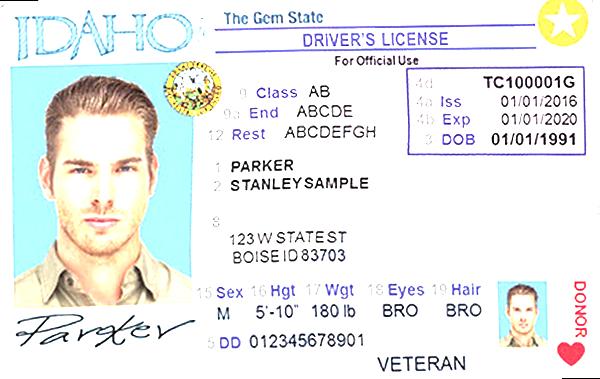 IDAHO
The Gem State
DRIVER'S LICENSE
For Official Use
9 Class AB
9a End ABCDE
12 Rest ABCDEFGH
4d TC100001G
4a Iss 01/01/2016
4b Exp 01/01/2020
3 DOB 01/01/1991
1 PARKER
2 STANLEY SAMPLE
8
123 W STATE ST
BOISE ID 83703
15 Sex 16 Hgt 17 Wgt 18 Eyes 19 Hair
M 5'-10" 180 lb BRO BRO
5 DD 012345678901
VETERAN
DONOR
Parker